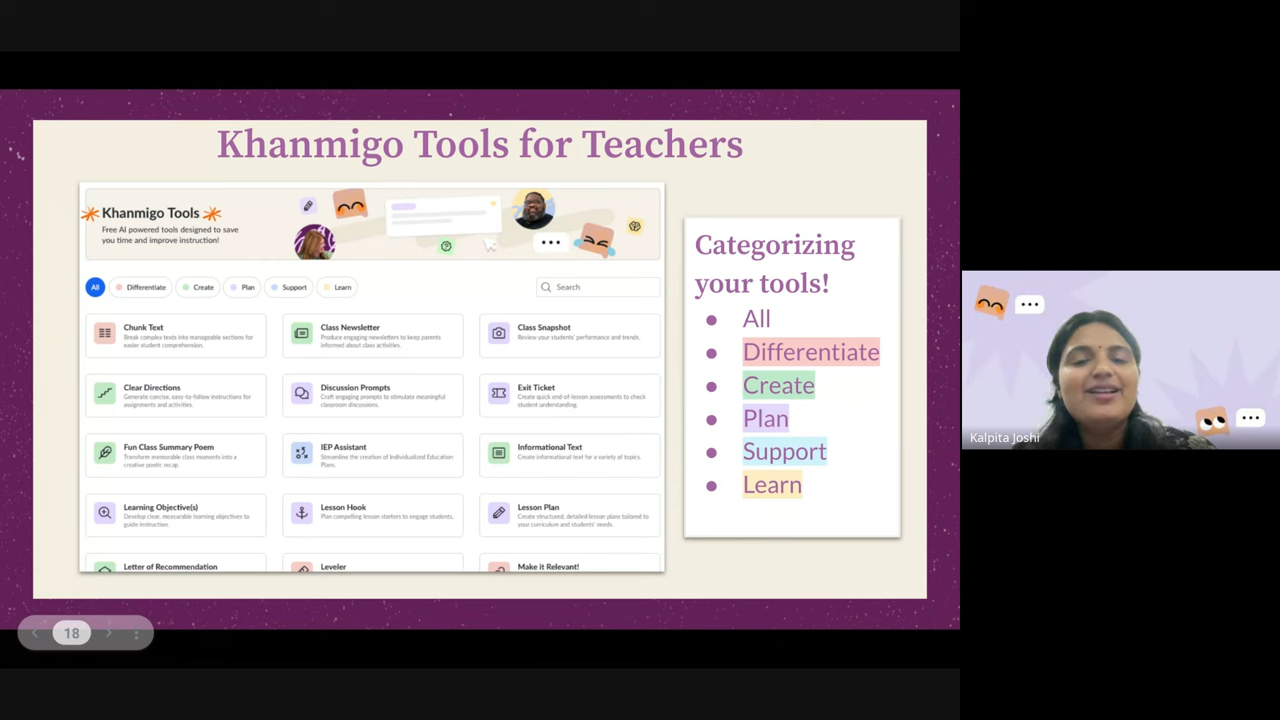 Khanmigo Tools for Teachers
Khanmigo Tools
Free AI powered tools designed to save
you time and improve instruction!
All
Differentiate
Create
Plan
Support
Learn
Search
Chunk Text
Break complex texts into manageable sections for
easier student comprehension.
Class Newsletter
Produce engaging newsletters to keep parents
informed about class activities.
Class Snapshot
Review your students' performance and trends.
Clear Directions
Generate concise, easy-to-follow instructions for
assignments and activities.
Discussion Prompts
Craft engaging prompts to stimulate meaningful
classroom discussions.
Exit Ticket
Create quick end-of-lesson assessments to check
student understanding.
Fun Class Summary Poem
Transform memorable class moments into a
creative poetic recap.
IEP Assistant
Streamline the creation of Individualized Education
Plans.
Informational Text
Create informational text for a variety of topics.
Learning Objective(s)
Develop clear, measurable learning objectives to
guide instruction.
Lesson Hook
Plan compelling lesson starters to engage students.
Lesson Plan
Create structured, detailed lesson plans tailored to
your curriculum and students' needs.
Letter of Recommendation
Leveler
Make it Relevant!
Categorizing
your tools!
All
Differentiate
Create
Plan
Support
Learn
Kalpita Joshi
18